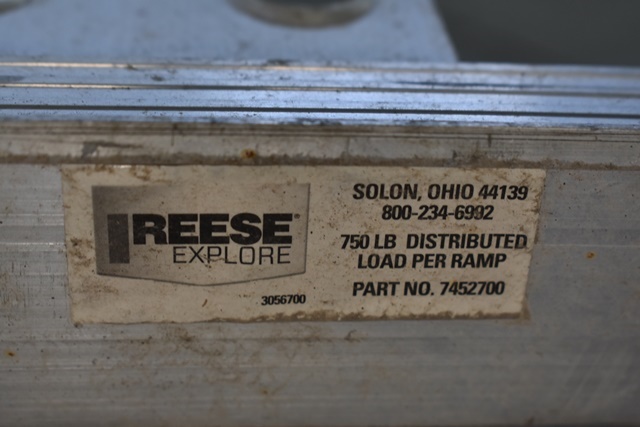 REESE
EXPLORE
3056700
SOLON, OHIO 44139
800-234-6992
750 LB DISTRIBUTED
LOAD PER RAMP
PART NO. 7452700